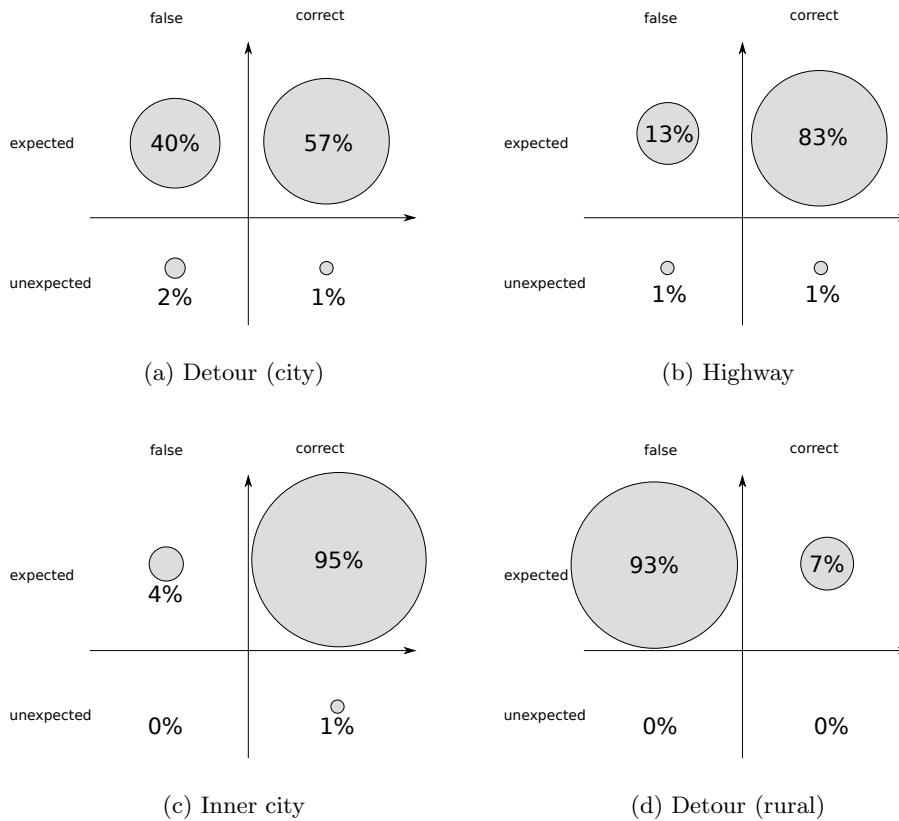 false correct
expected 40% 57%
unexpected 2% 1%
(a) Detour (city)
false correct
expected 13% 83%
unexpected 1% 1%
(b) Highway
false correct
expected 4% 95%
unexpected 0% 1%
(c) Inner city
false correct
expected 93% 7%
unexpected 0% 0%
(d) Detour (rural)